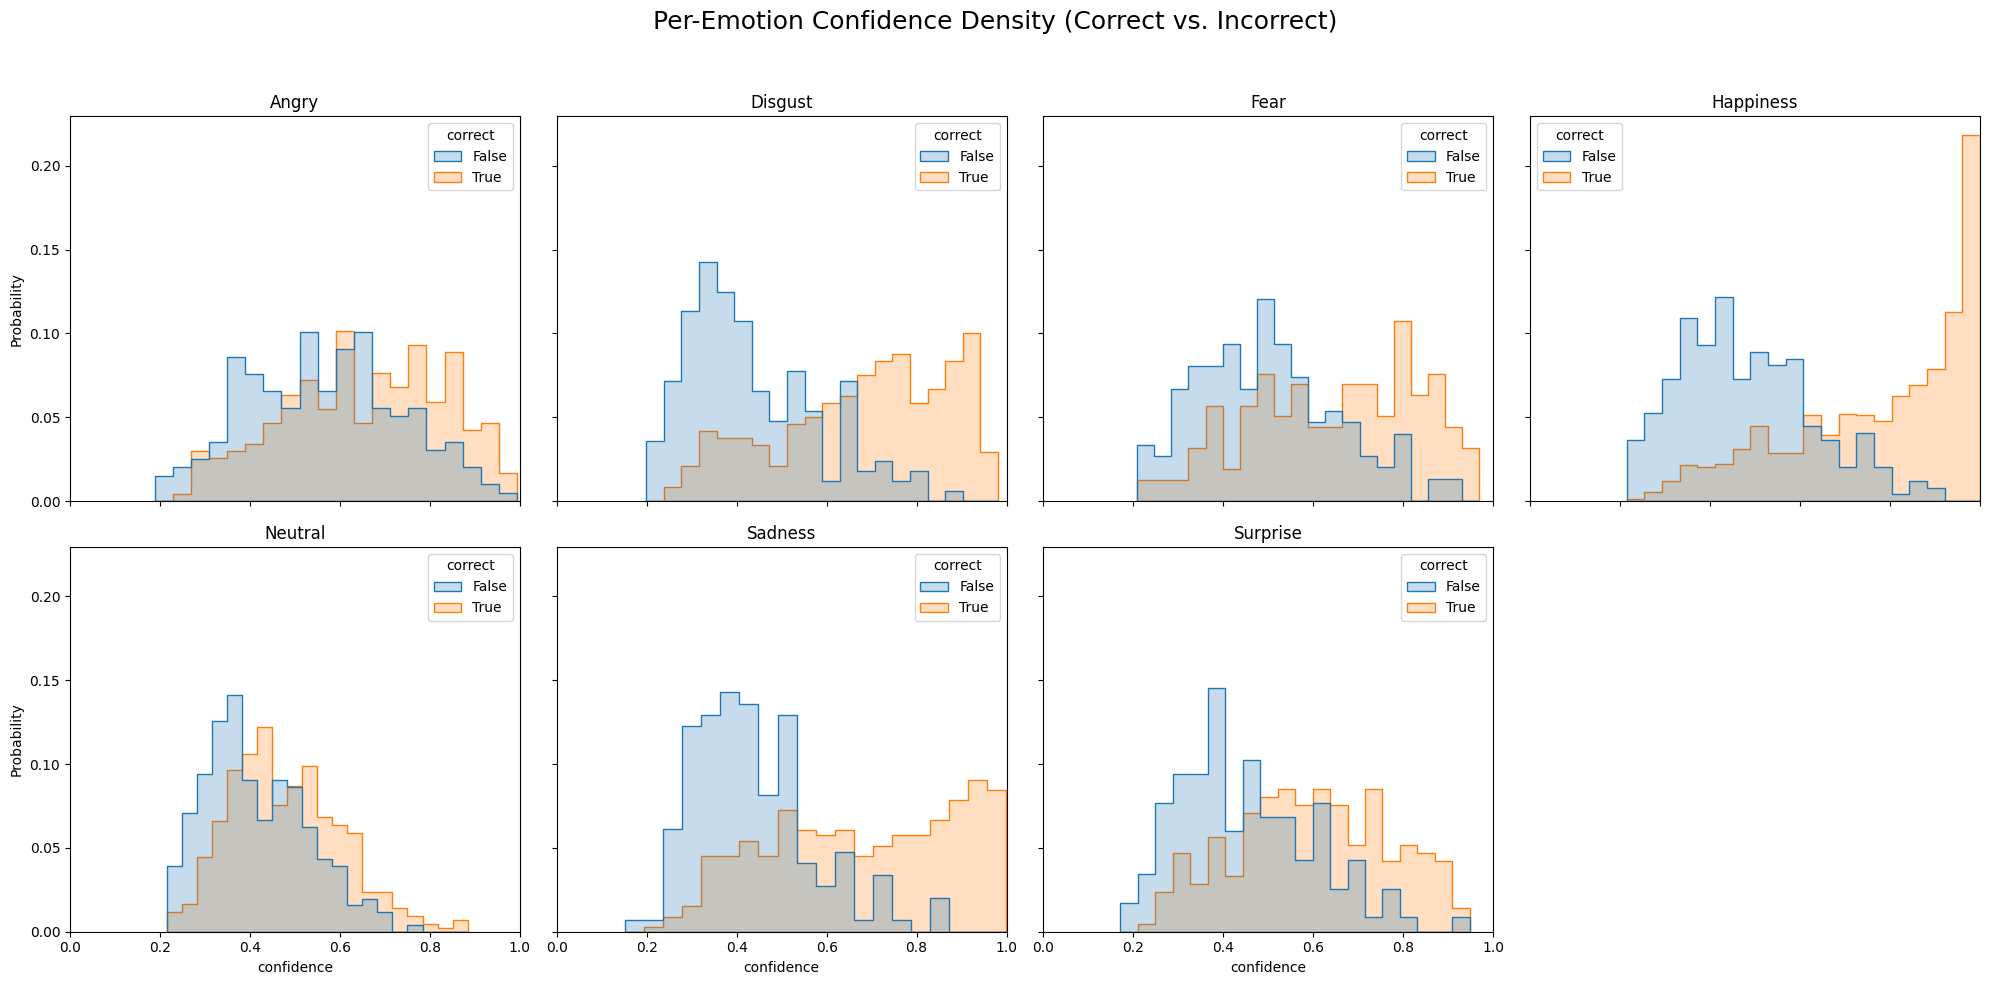 Per-Emotion Confidence Density (Correct vs. Incorrect)
Angry
Disgust
Fear
Happiness
correct
False
True
correct
False
True
correct
False
True
correct
False
True
Probability
0.20
0.15
0.10
0.05
0.00
Neutral
Sadness
Surprise
correct
False
True
correct
False
True
correct
False
True
Probability
0.20
0.15
0.10
0.05
0.00
0.0 0.2 0.4 0.6 0.8 1.0
0.0 0.2 0.4 0.6 0.8 1.0
0.0 0.2 0.4 0.6 0.8 1.0
confidence
confidence
confidence